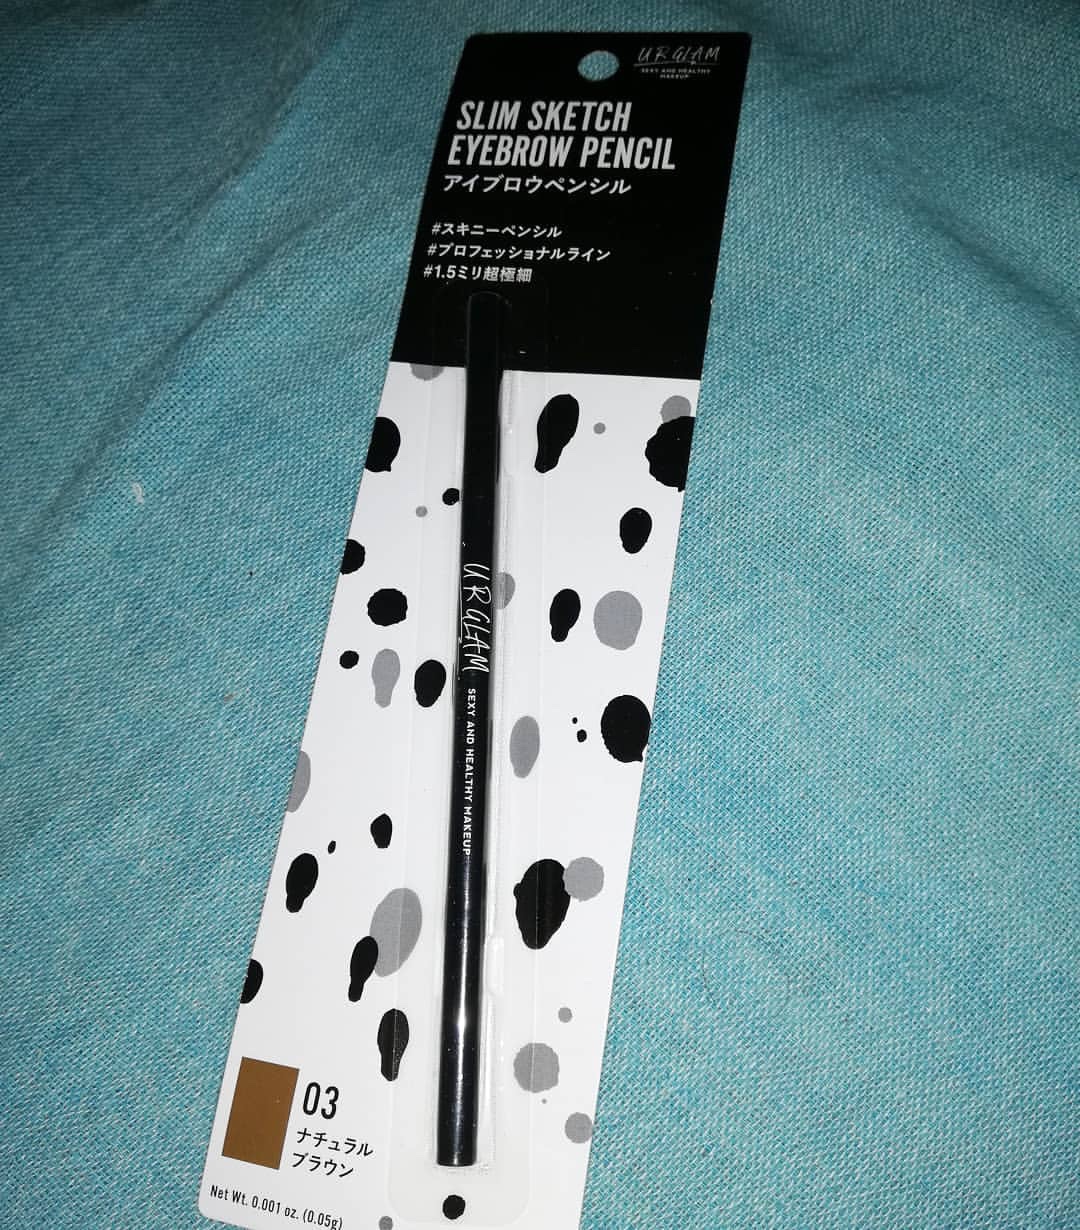 URGLAM
SEXY AND HEALTHY
MAKEUP
SLIM SKETCH
EYEBROW PENCIL
アイブロウペンシル
#スキニーペンシル
#プロフェッショナルライン
#1.5ミリ超極細
URGLAM
SEXY AND HEALTHY MAKEUP
03
ナチュラル
ブラウン
Net Wt. 0.001 oz. (0.05g)